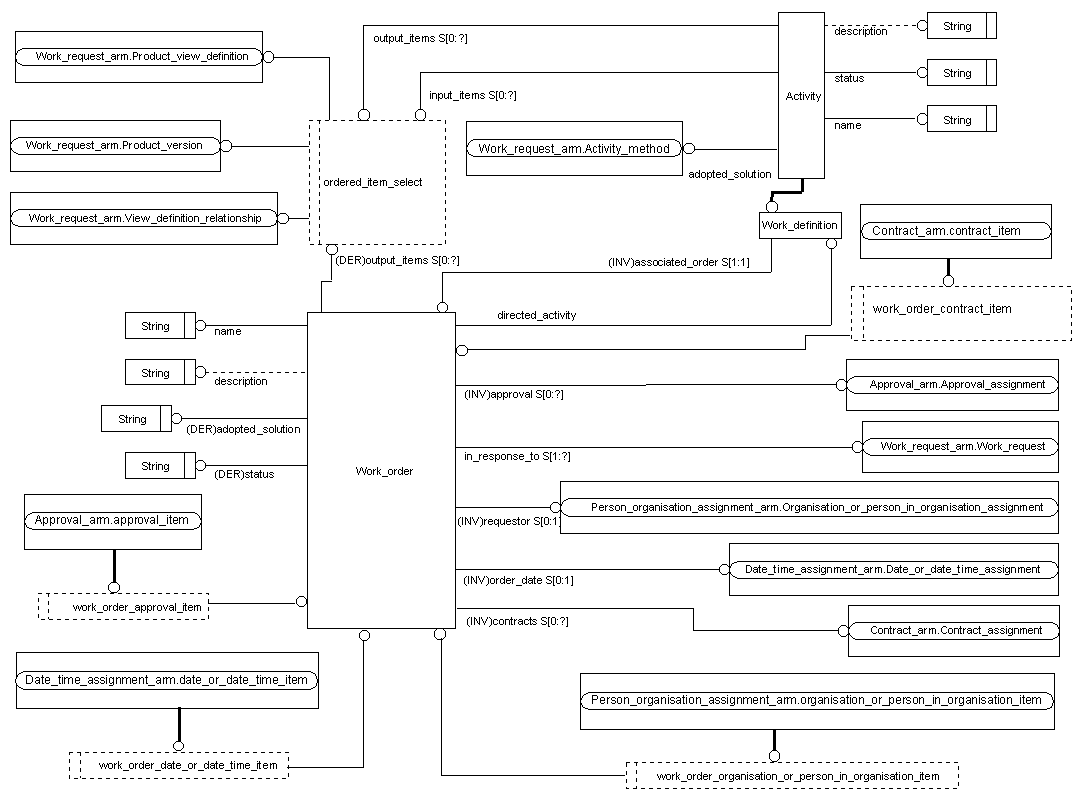 output_items S[0:?]
description
String
Work_request_arm.Product_view_definition
status
String
input_items S[0:?]
Activity
name
String
Work_request_arm.Product_version
Work_request_arm.Activity_method
adopted_solution
ordered_item_select
Work_request_arm.View_definition_relationship
Work_definition
Contract_arm.contract_item
(DER)output_items S[0:?]
(INV)associated_order S[1:1]
work_order_contract_item
directed_activity
String
name
String
description
(INV)approval S[0:?]
Approval_arm.Approval_assignment
String
(DER)adopted_solution
in_response_to S[1:?]
Work_request_arm.Work_request
String
(DER)status
Work_order
Approval_arm.approval_item
(INV)requestor S[0:1]
Person_organisation_assignment_arm.Organisation_or_person_in_organisation_assignment
(INV)order_date S[0:1]
Date_time_assignment_arm.Date_or_date_time_assignment
work_order_approval_item
(INV)contracts S[0:?]
Contract_arm.Contract_assignment
Date_time_assignment_arm.date_or_date_time_item
Person_organisation_assignment_arm.organisation_or_person_in_organisation_item
work_order_date_or_date_time_item
work_order_organisation_or_person_in_organisation_item